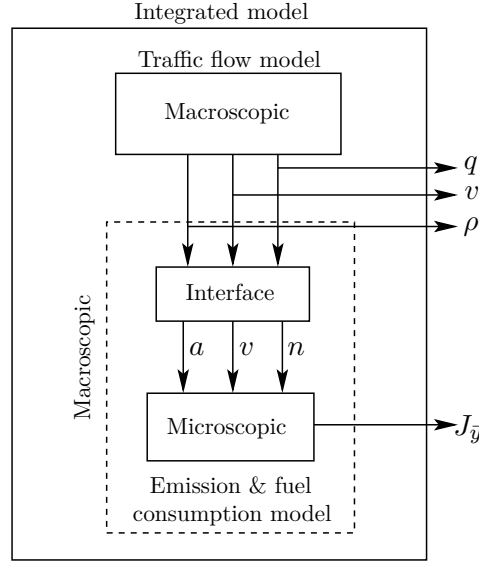 Integrated model
Traffic flow model
Macroscopic
q
v
ρ
Interface
Macroscopic
a
v
n
Microscopic
J_ȳ
Emission & fuel
consumption model